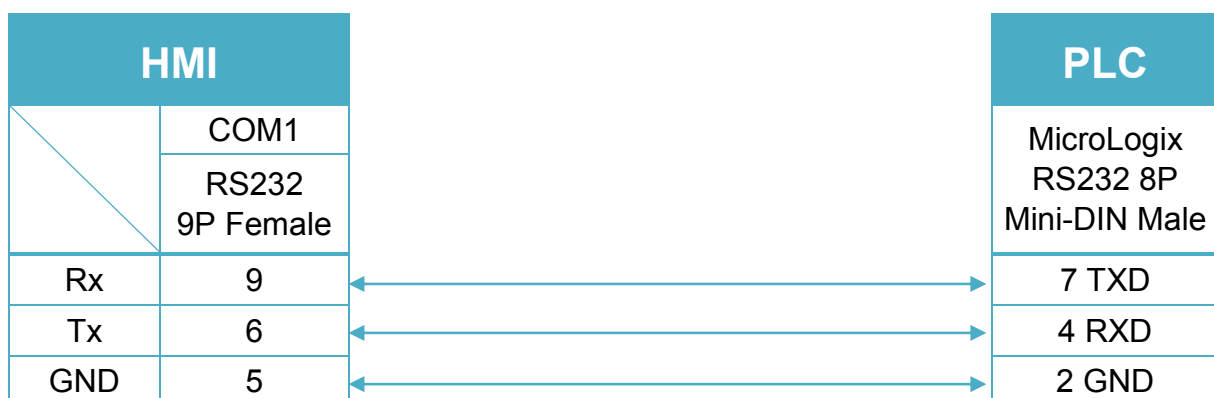 HMI
PLC
COM1
RS232
9P Female
MicroLogix
RS232 8P
Mini-DIN Male
Rx 9 7 TXD
Tx 6 4 RXD
GND 5 2 GND